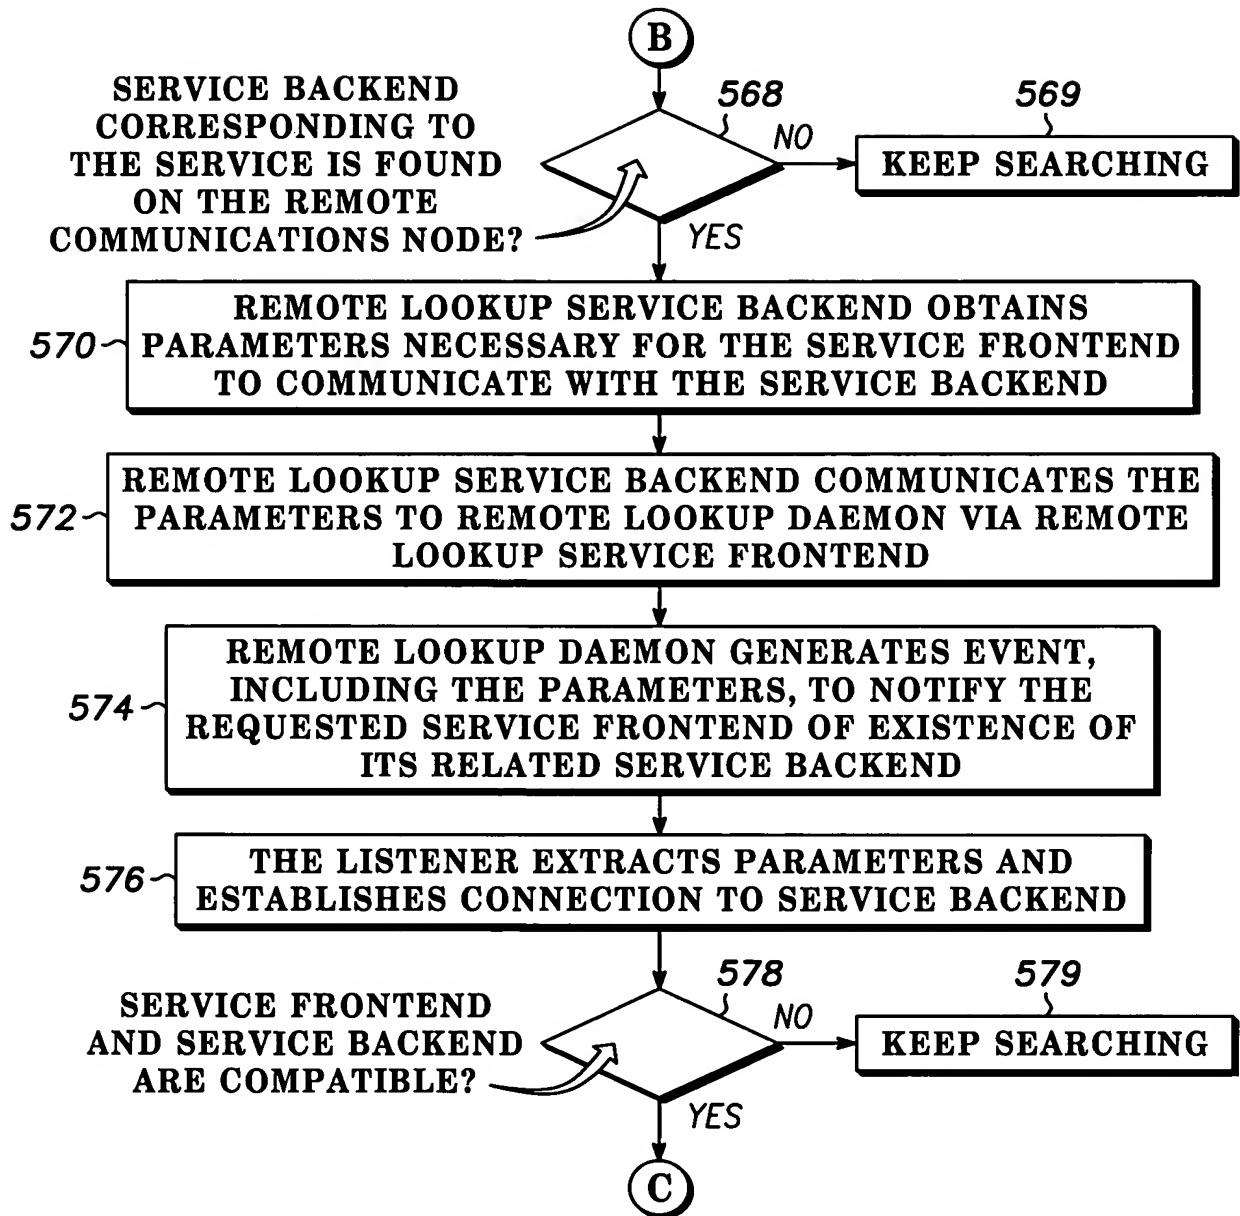 B
SERVICE BACKEND
CORRESPONDING TO
THE SERVICE IS FOUND
ON THE REMOTE
COMMUNICATIONS NODE?
568
NO
YES
569
KEEP SEARCHING
570
REMOTE LOOKUP SERVICE BACKEND OBTAINS
PARAMETERS NECESSARY FOR THE SERVICE FRONTEND
TO COMMUNICATE WITH THE SERVICE BACKEND
572
REMOTE LOOKUP SERVICE BACKEND COMMUNICATES THE
PARAMETERS TO REMOTE LOOKUP DAEMON VIA REMOTE
LOOKUP SERVICE FRONTEND
574
REMOTE LOOKUP DAEMON GENERATES EVENT,
INCLUDING THE PARAMETERS, TO NOTIFY THE
REQUESTED SERVICE FRONTEND OF EXISTENCE OF
ITS RELATED SERVICE BACKEND
576
THE LISTENER EXTRACTS PARAMETERS AND
ESTABLISHES CONNECTION TO SERVICE BACKEND
SERVICE FRONTEND
AND SERVICE BACKEND
ARE COMPATIBLE?
578
NO
YES
579
KEEP SEARCHING
C